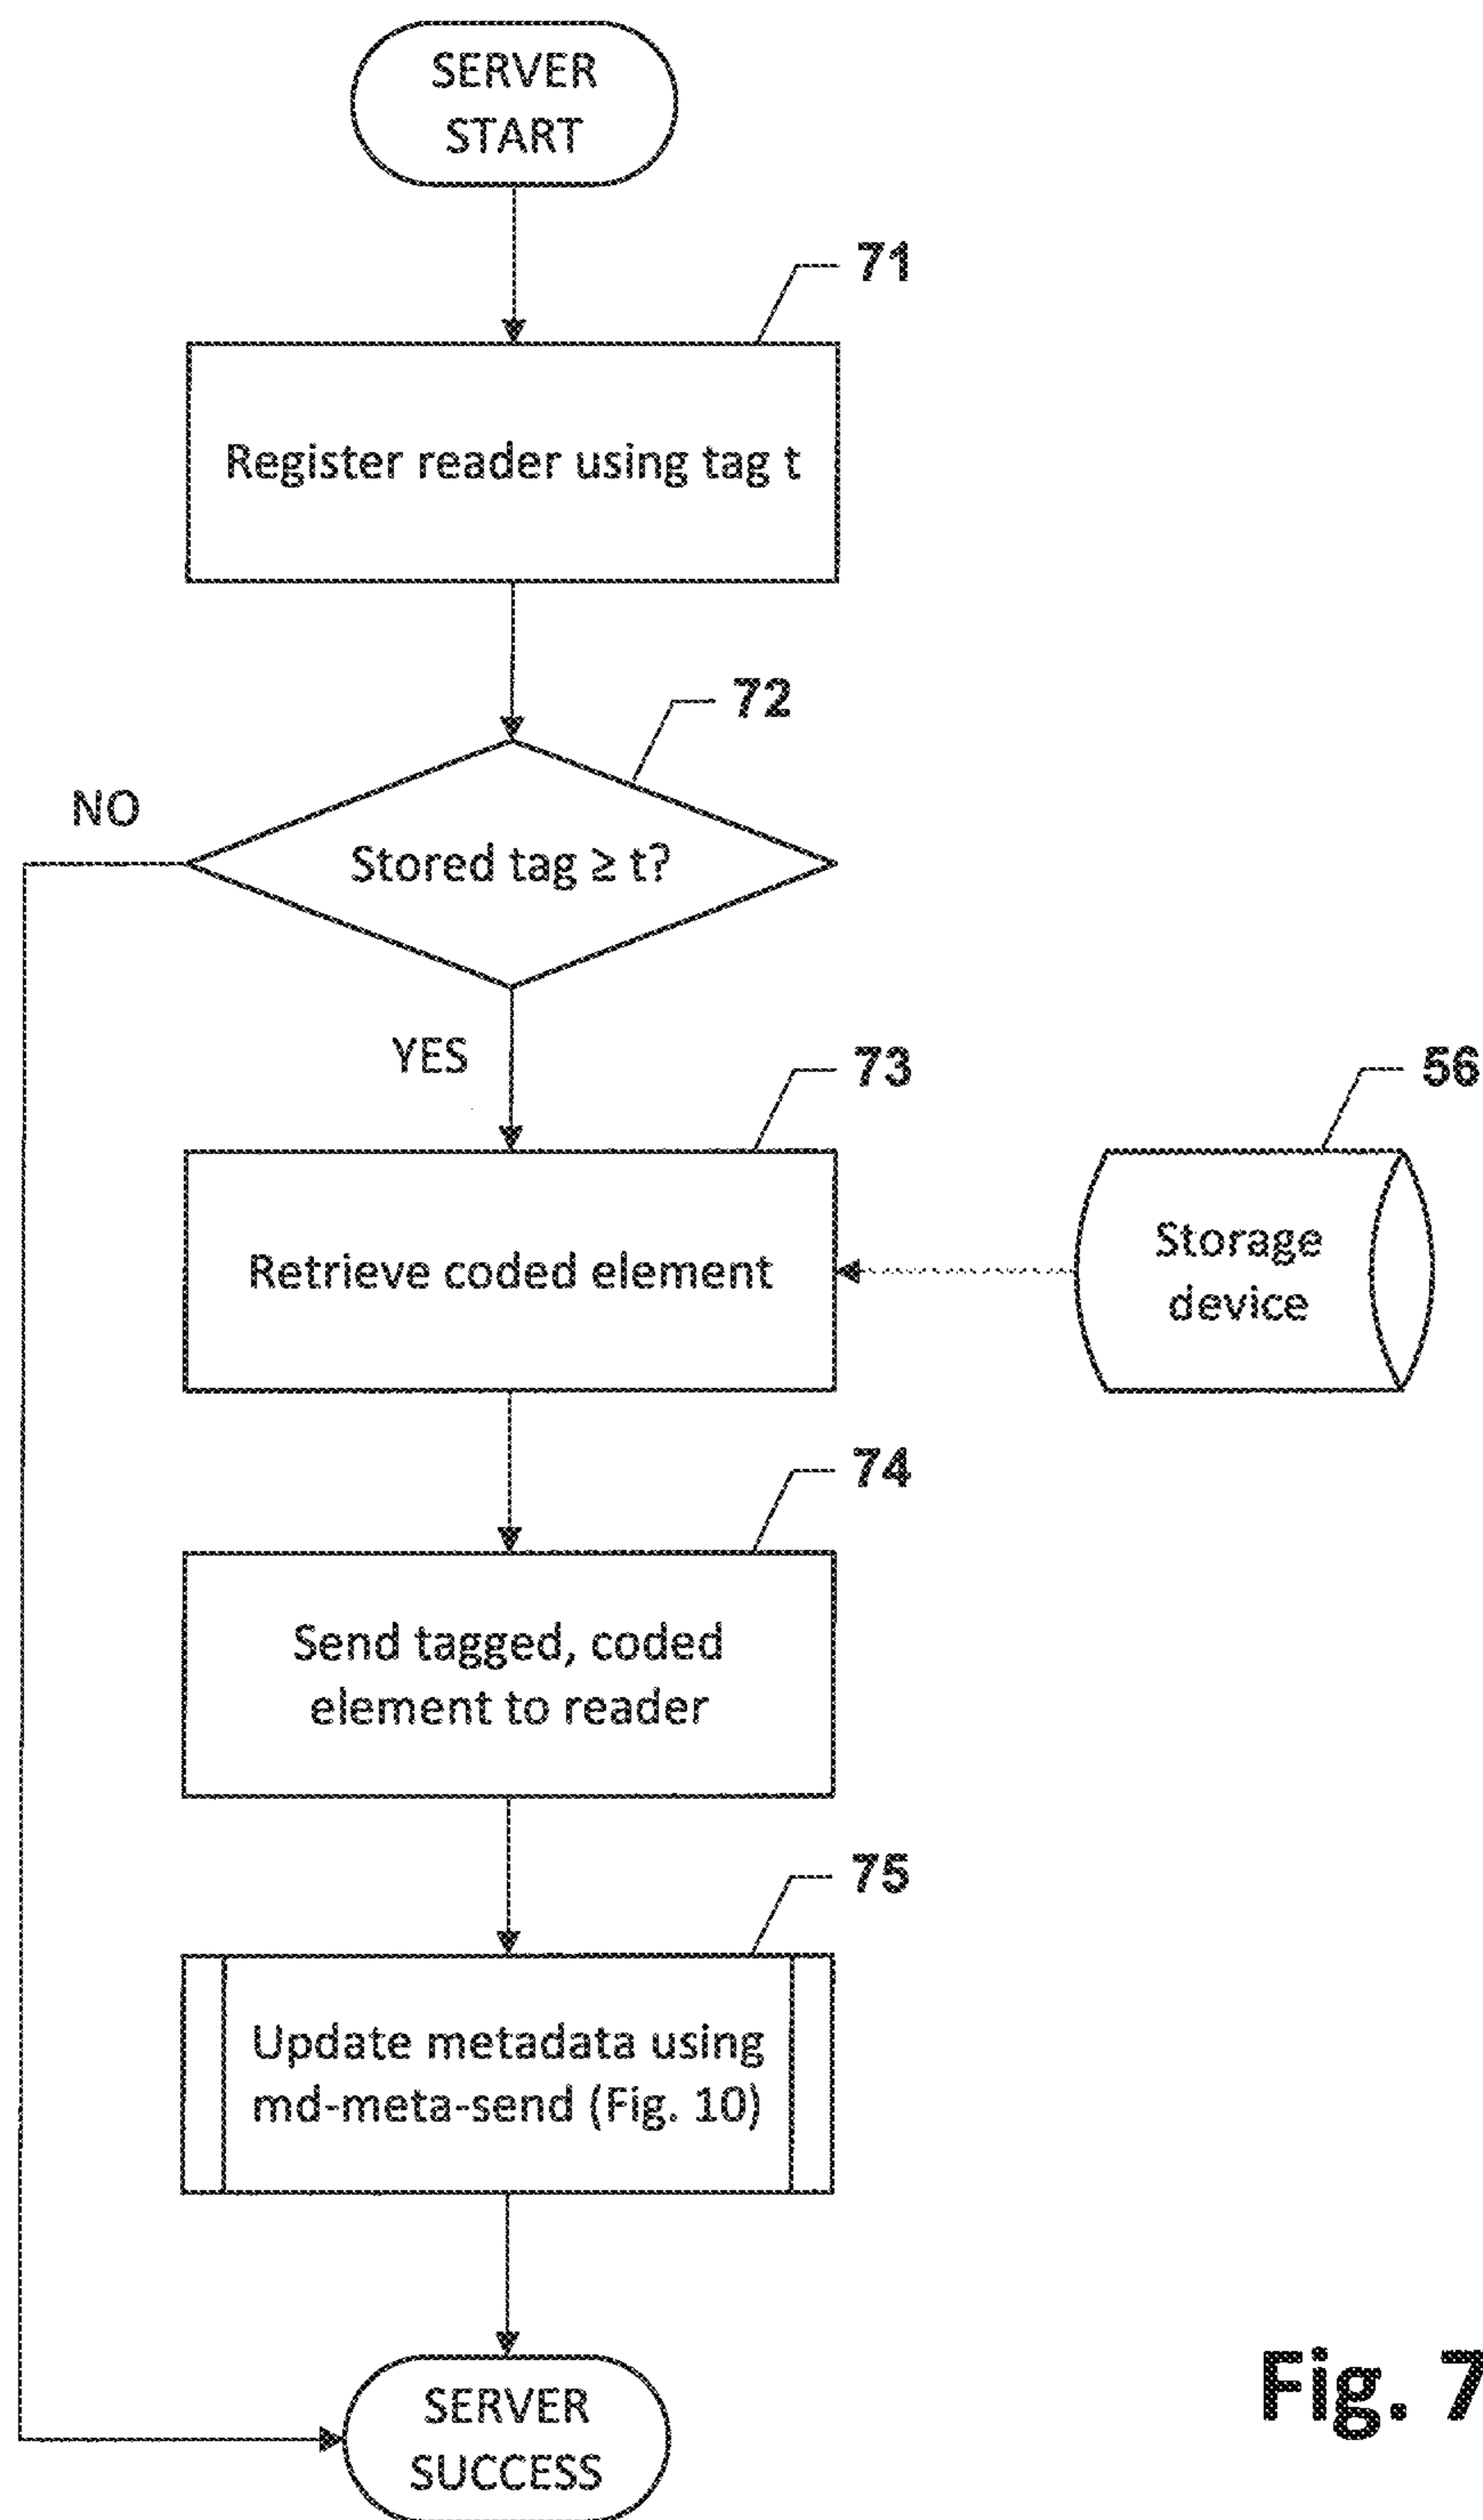 SERVER
START
71
Register reader using tag t
72
NO
Stored tag ≥ t?
YES
73
56
Retrieve coded element
Storage
device
74
Send tagged, coded
element to reader
75
Update metadata using
md-meta-send (Fig. 10)
SERVER
SUCCESS
Fig. 7